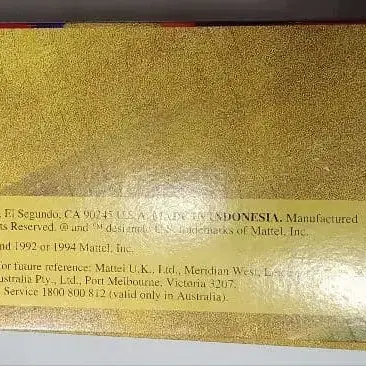 , El Segundo, CA 90245 U.S.A. MADE IN INDONESIA. Manufactured
ts Reserved. ® and ™ designate U.S. trademarks of Mattel, Inc.
nd 1992 or 1994 Mattel, Inc.
for future reference: Mattel U.K., Ltd., Meridian West,
ustralia Pty., Ltd., Port Melbourne, Victoria 3207.
Service 1800 800 812 (valid only in Australia).